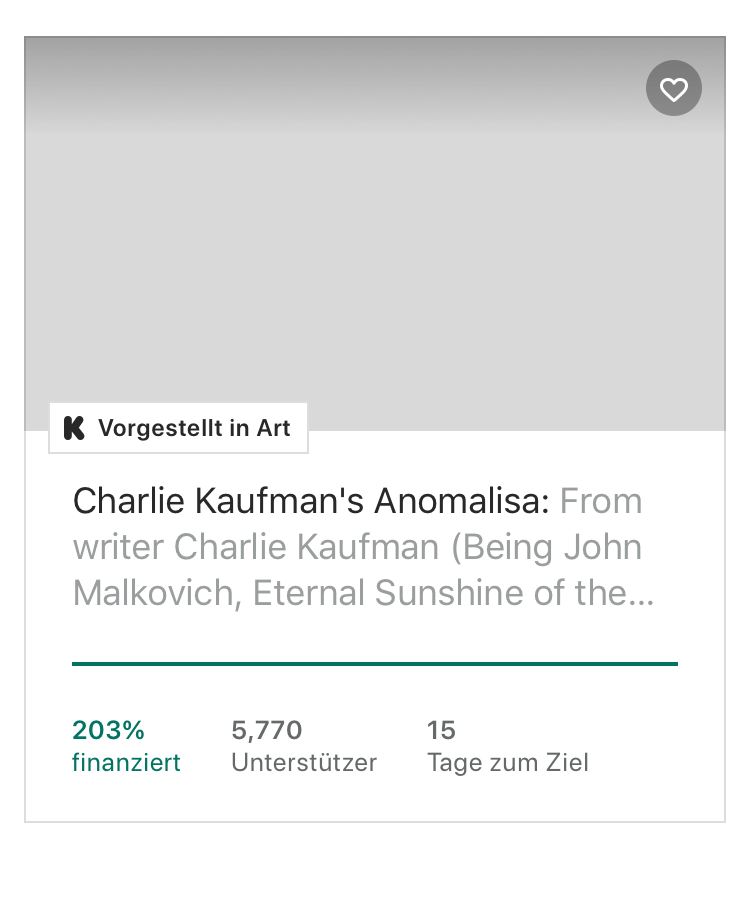 Vorgestellt in Art
Charlie Kaufman's Anomalisa: From
writer Charlie Kaufman (Being John
Malkovich, Eternal Sunshine of the...
203% 5,770 15
finanziert Unterstützer Tage zum Ziel